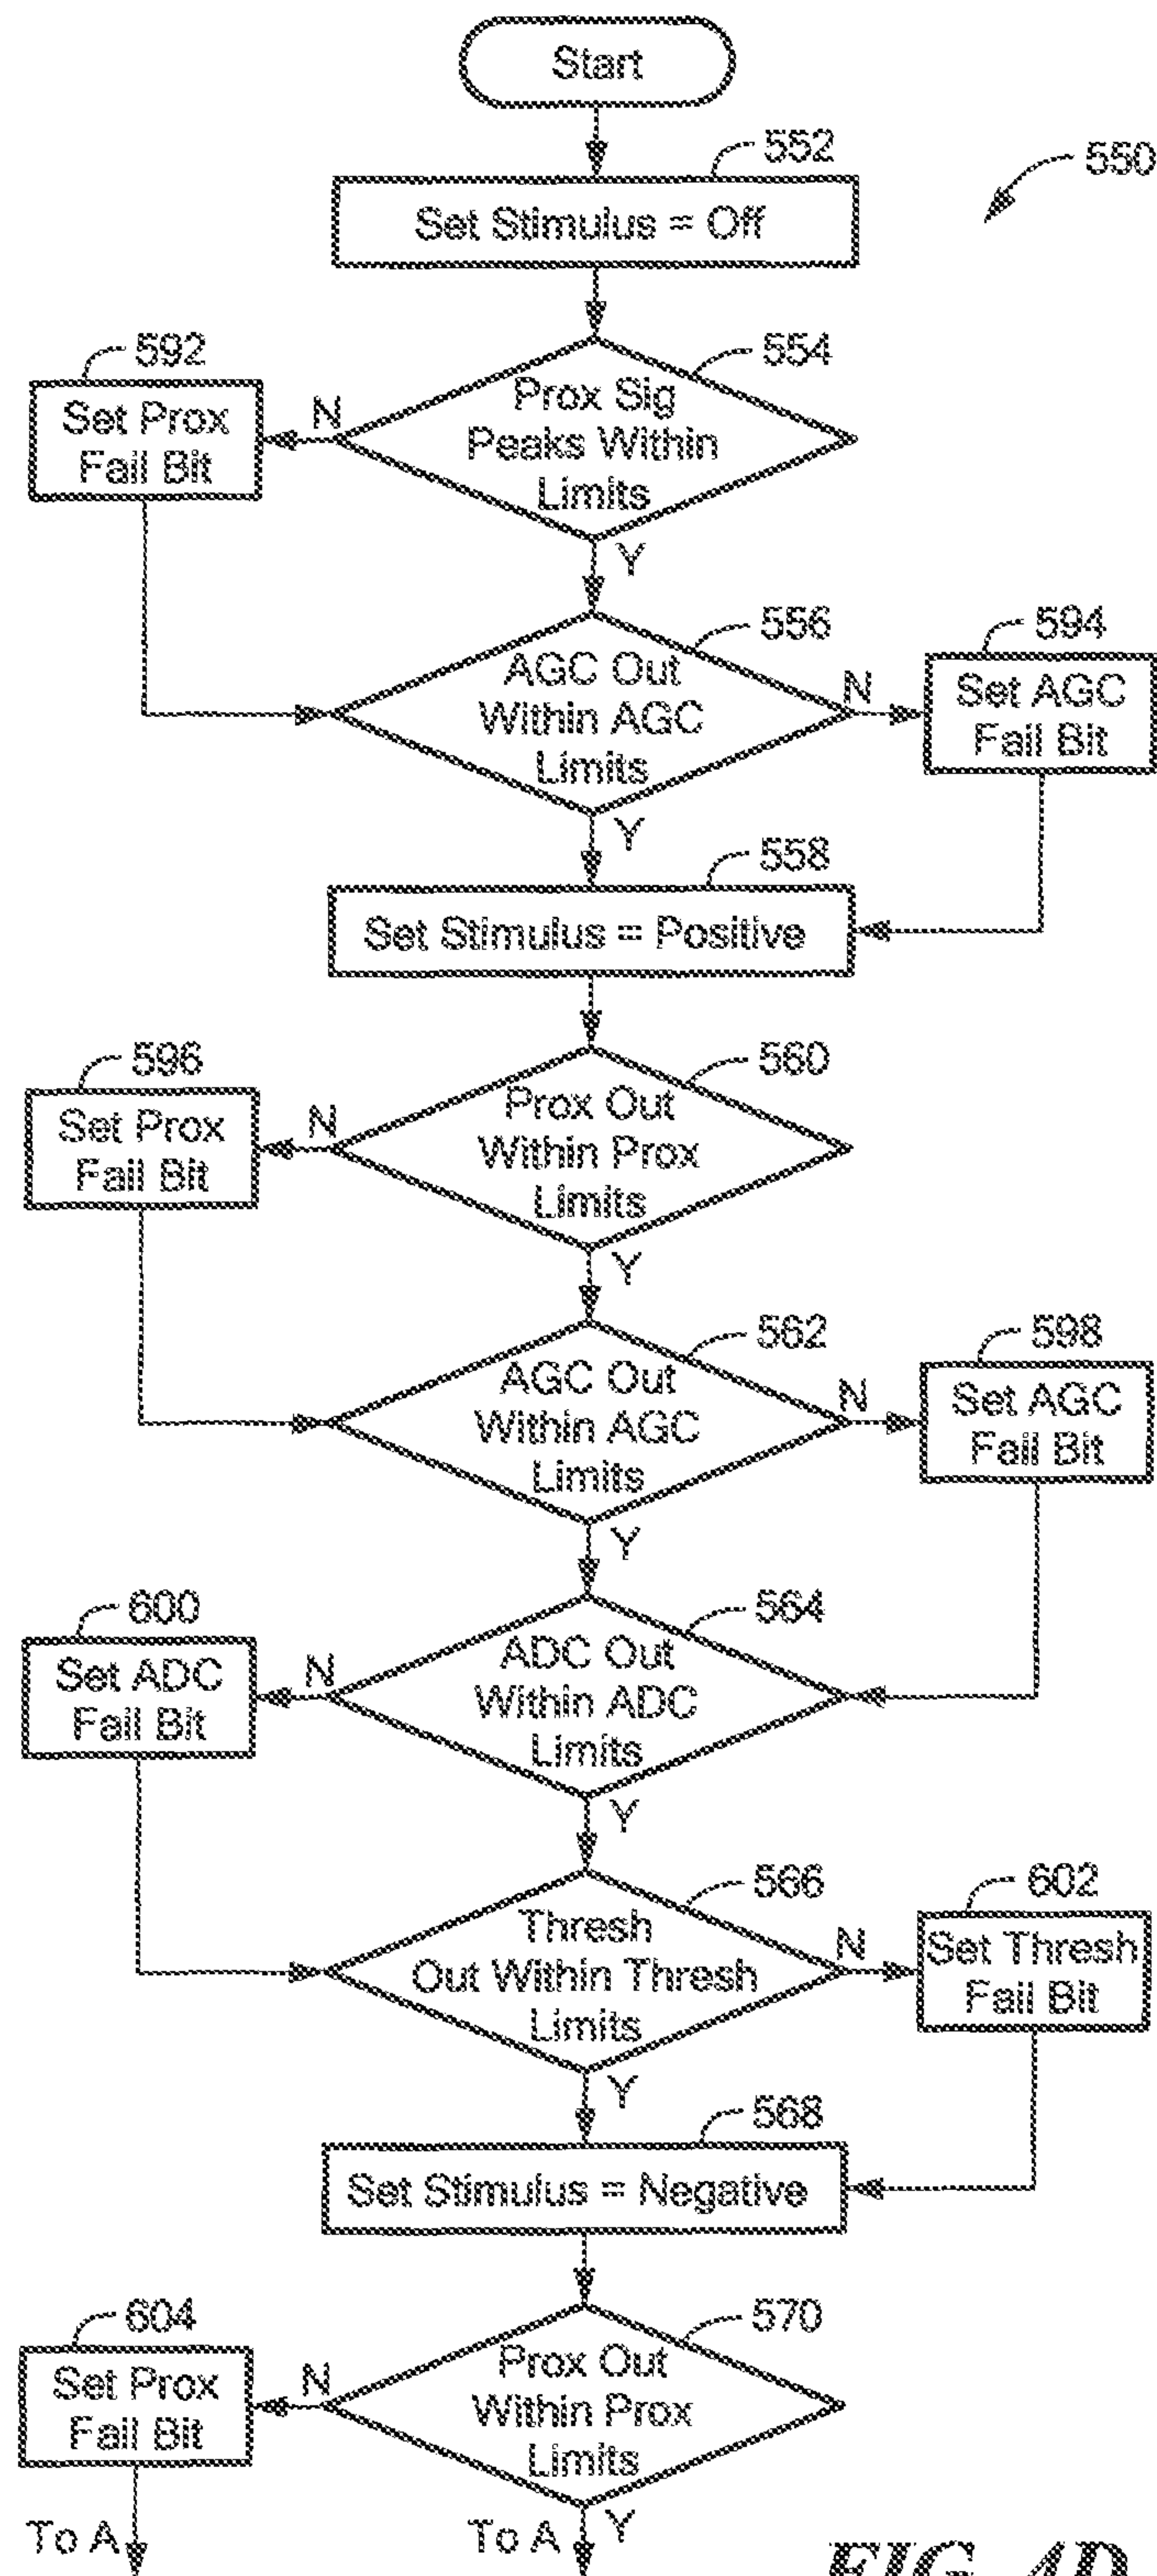 Start
552
550
Set Stimulus = Off
592
554
Set Prox
Fail Bit
N
Prox Sig
Peaks Within
Limits
Y
556
594
AGC Out
Within AGC
Limits
N
Set AGC
Fail Bit
Y
558
Set Stimulus = Positive
596
560
Set Prox
Fail Bit
N
Prox Out
Within Prox
Limits
Y
562
598
AGC Out
Within AGC
Limits
N
Set AGC
Fail Bit
Y
600
564
Set ADC
Fail Bit
N
ADC Out
Within ADC
Limits
Y
566
602
Thresh
Out Within Thresh
Limits
N
Set Thresh
Fail Bit
Y
568
Set Stimulus = Negative
604
570
Set Prox
Fail Bit
N
Prox Out
Within Prox
Limits
To A
To A
Y
FIG. 4D